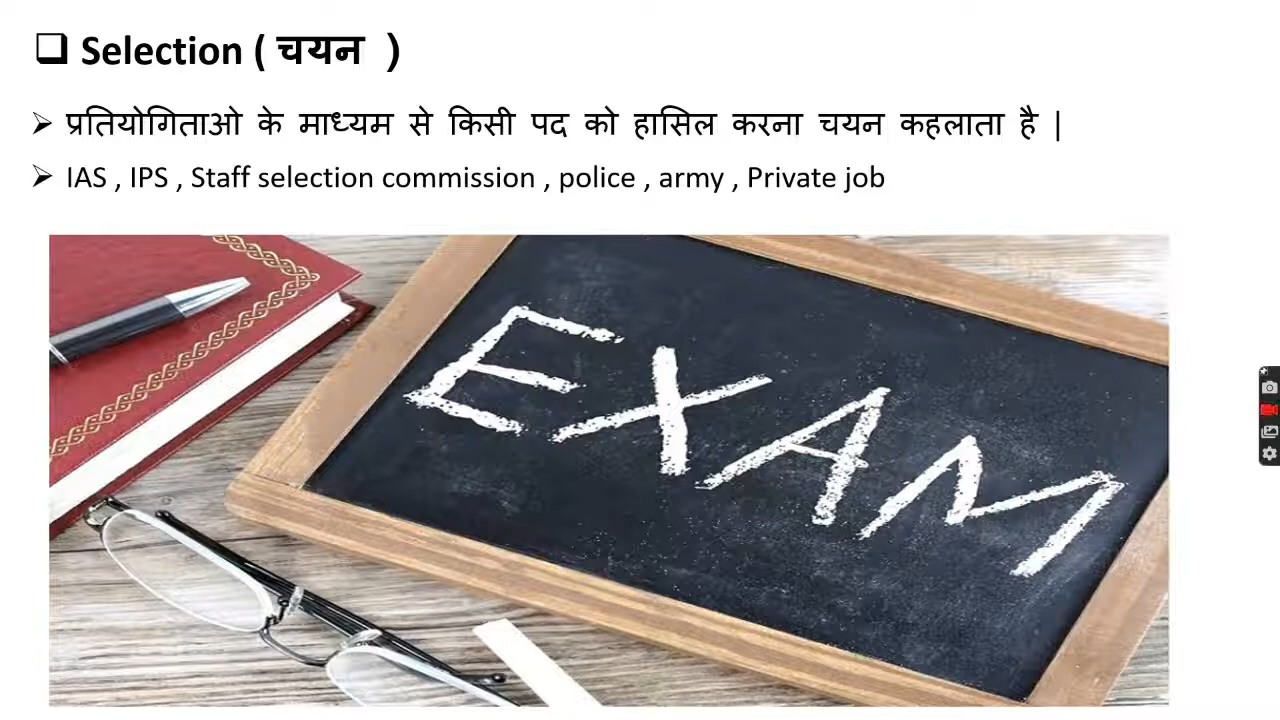 ❑ Selection ( चयन )
➢ प्रतियोगिताओ के माध्यम से किसी पद को हासिल करना चयन कहलाता है |
➢ IAS , IPS , Staff selection commission , police , army , Private job
EXAM